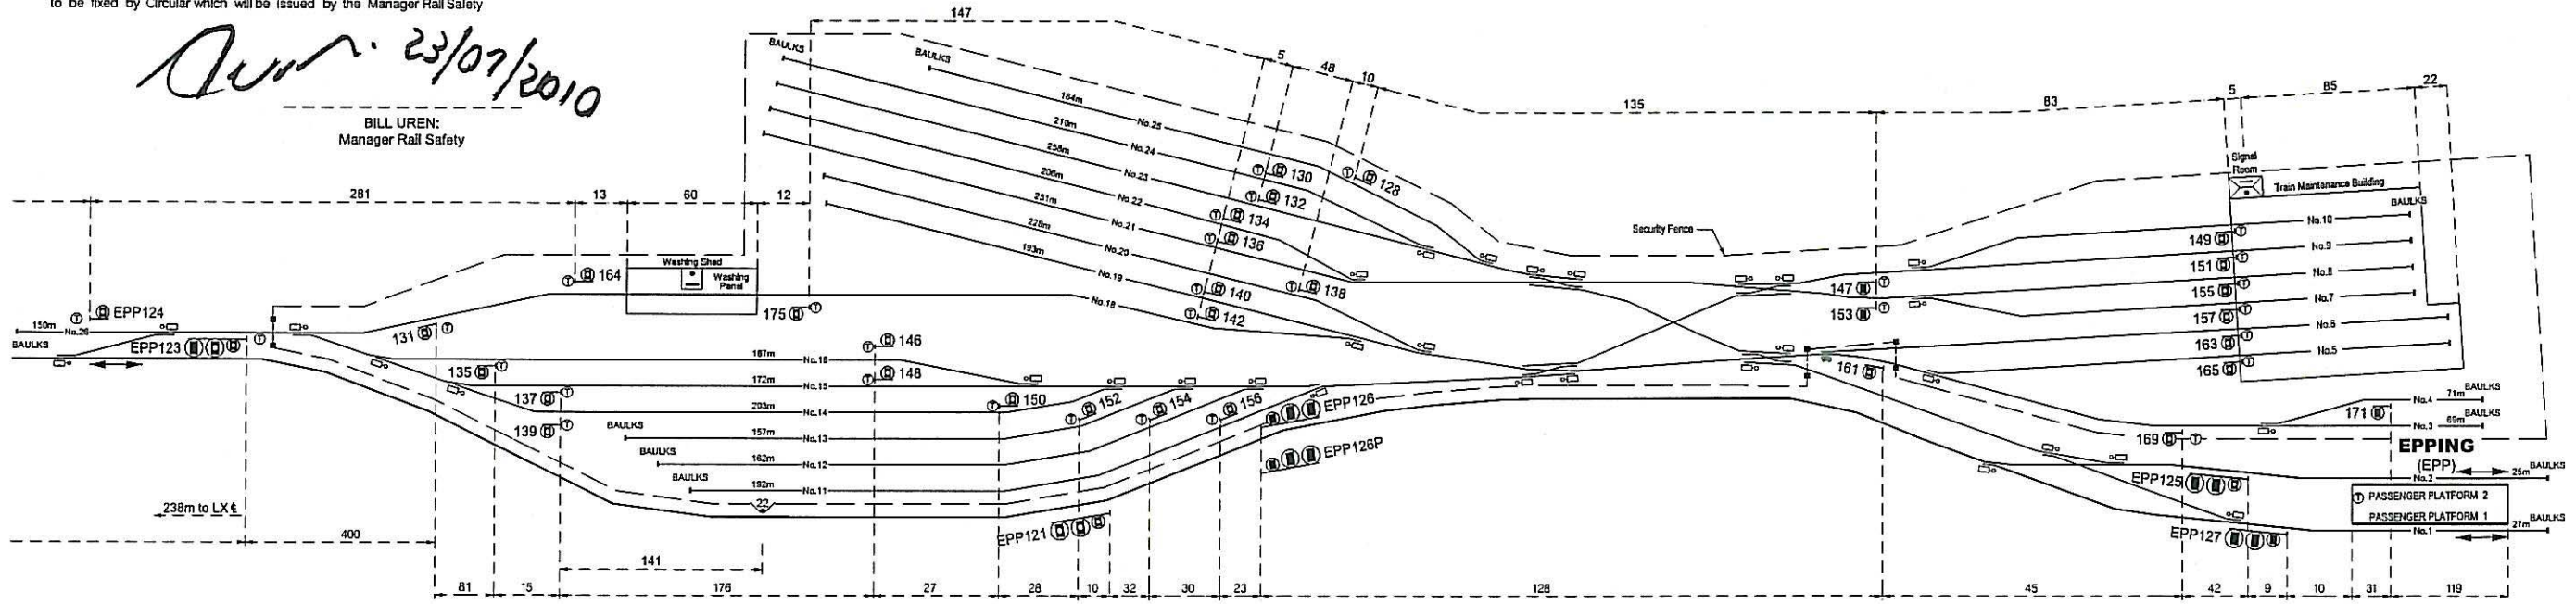 to be fixed by Circular which will be issued by the Manager Rail Safety
23/07/2010
BILL UREN:
Manager Rail Safety
147
5
48
10
135
83
5
85
22
BAULKS
BAULKS
164m No.25
210m No.24
258m No.23
206m No.22
251m No.21
228m No.20
193m No.19
No.18
130
128
132
134
136
138
140
142
Security Fence
Signal Room
Train Maintenance Building
BAULKS
No.10
No.9
No.8
No.7
No.6
No.5
149
151
155
157
163
165
147
153
161
281
13
60
12
164
Washing Shed
Washing Panel
175
EPP124
150m No.26
BAULKS
EPP123
131
135
137
139
146
148
150
152
154
156
187m No.16
172m No.15
203m No.14
BAULKS 157m No.13
BAULKS 162m No.12
BAULKS 192m No.11
22
EPP126
EPP126P
EPP121
171
No.4 71m BAULKS
No.3 69m BAULKS
169
EPPING
(EPP)
No.2 25m BAULKS
EPP125
T PASSENGER PLATFORM 2
PASSENGER PLATFORM 1
EPP127
No.1 27m BAULKS
238m to LX
400
141
81
15
176
27
28
10
32
30
23
128
45
42
9
10
31
119